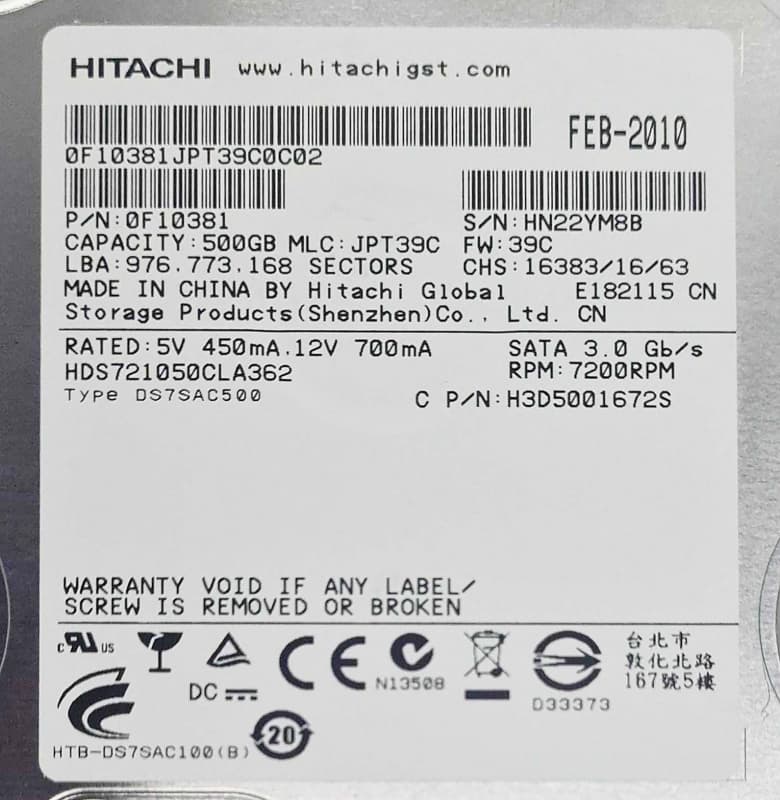 HITACHI www.hitachigst.com
FEB-2010
0F10381JPT39C0C02
P/N:0F10381 S/N:HN22YM8B
CAPACITY:500GB MLC:JPT39C FW:39C
LBA:976,773,168 SECTORS CHS:16383/16/63
MADE IN CHINA BY Hitachi Global E182115 CN
Storage Products(Shenzhen)Co., Ltd. CN
RATED:5V 450mA,12V 700mA SATA 3.0 Gb/s
HDS721050CLA362 RPM:7200RPM
Type DS7SAC500 C P/N:H3D5001672S
WARRANTY VOID IF ANY LABEL/
SCREW IS REMOVED OR BROKEN
c RU US
CE
台北市
敦化北路
167號5樓
N13508
DC
D33373
20
HTB-DS7SAC100(B)